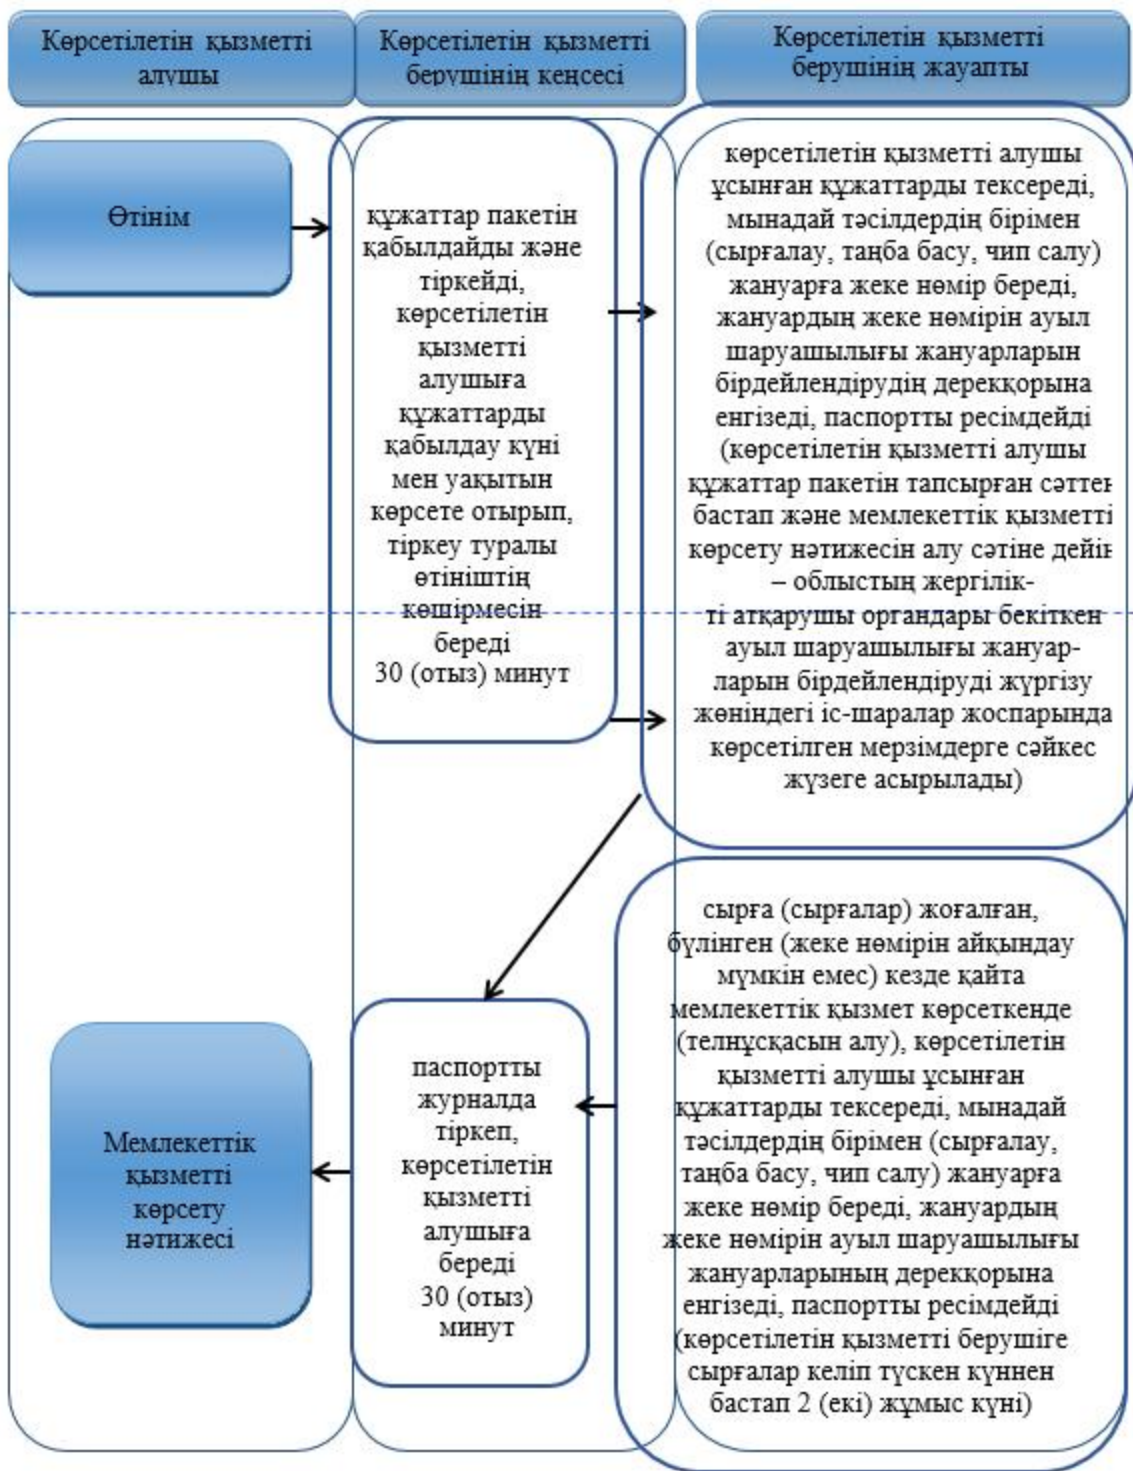 Көрсетілетін қызметті
алушы
Көрсетілетін қызметті
берушінің кеңсесі
Көрсетілетін қызметті
берушінің жауапты
Өтінім
құжаттар пакетін
қабылдайды және
тіркейді,
көрсетілетін
қызметті
алушыға
құжаттарды
қабылдау күні
мен уақытын
көрсете отырып,
тіркеу туралы
өтініштің
көшірмесін
береді
30 (отыз) минут
көрсетілетін қызметті алушы
ұсынған құжаттарды тексереді,
мынадай тәсілдердің бірімен
(сырғалау, таңба басу, чип салу)
жануарға жеке нөмір береді,
жануардың жеке нөмірін ауыл
шаруашылығы жануарларын
бірдейлендірудің дерекқорына
енгізеді, паспортты ресімдейді
(көрсетілетін қызметті алушы
құжаттар пакетін тапсырған сәттен
бастап және мемлекеттік қызметті
көрсету нәтижесін алу сәтіне дейін
– облыстың жергілік-
ті атқарушы органдары бекіткен
ауыл шаруашылығы жануар-
ларын бірдейлендіруді жүргізу
жөніндегі іс-шаралар жоспарында
көрсетілген мерзімдерге сәйкес
жүзеге асырылады)
сырға (сырғалар) жоғалған,
бүлінген (жеке нөмірін айқындау
мүмкін емес) кезде қайта
мемлекеттік қызмет көрсеткенде
(телнұсқасын алу), көрсетілетін
қызметті алушы ұсынған
құжаттарды тексереді, мынадай
тәсілдердің бірімен (сырғалау,
таңба басу, чип салу) жануарға
жеке нөмір береді, жануардың
жеке нөмірін ауыл шаруашылығы
жануарларының дерекқорына
енгізеді, паспортты ресімдейді
(көрсетілетін қызметті берушіге
сырғалар келіп түскен күннен
бастап 2 (екі) жұмыс күні)
паспортты
журналда
тіркеп,
көрсетілетін
қызметті
алушыға
береді
30 (отыз)
минут
Мемлекеттік
қызметті
көрсету
нәтижесі